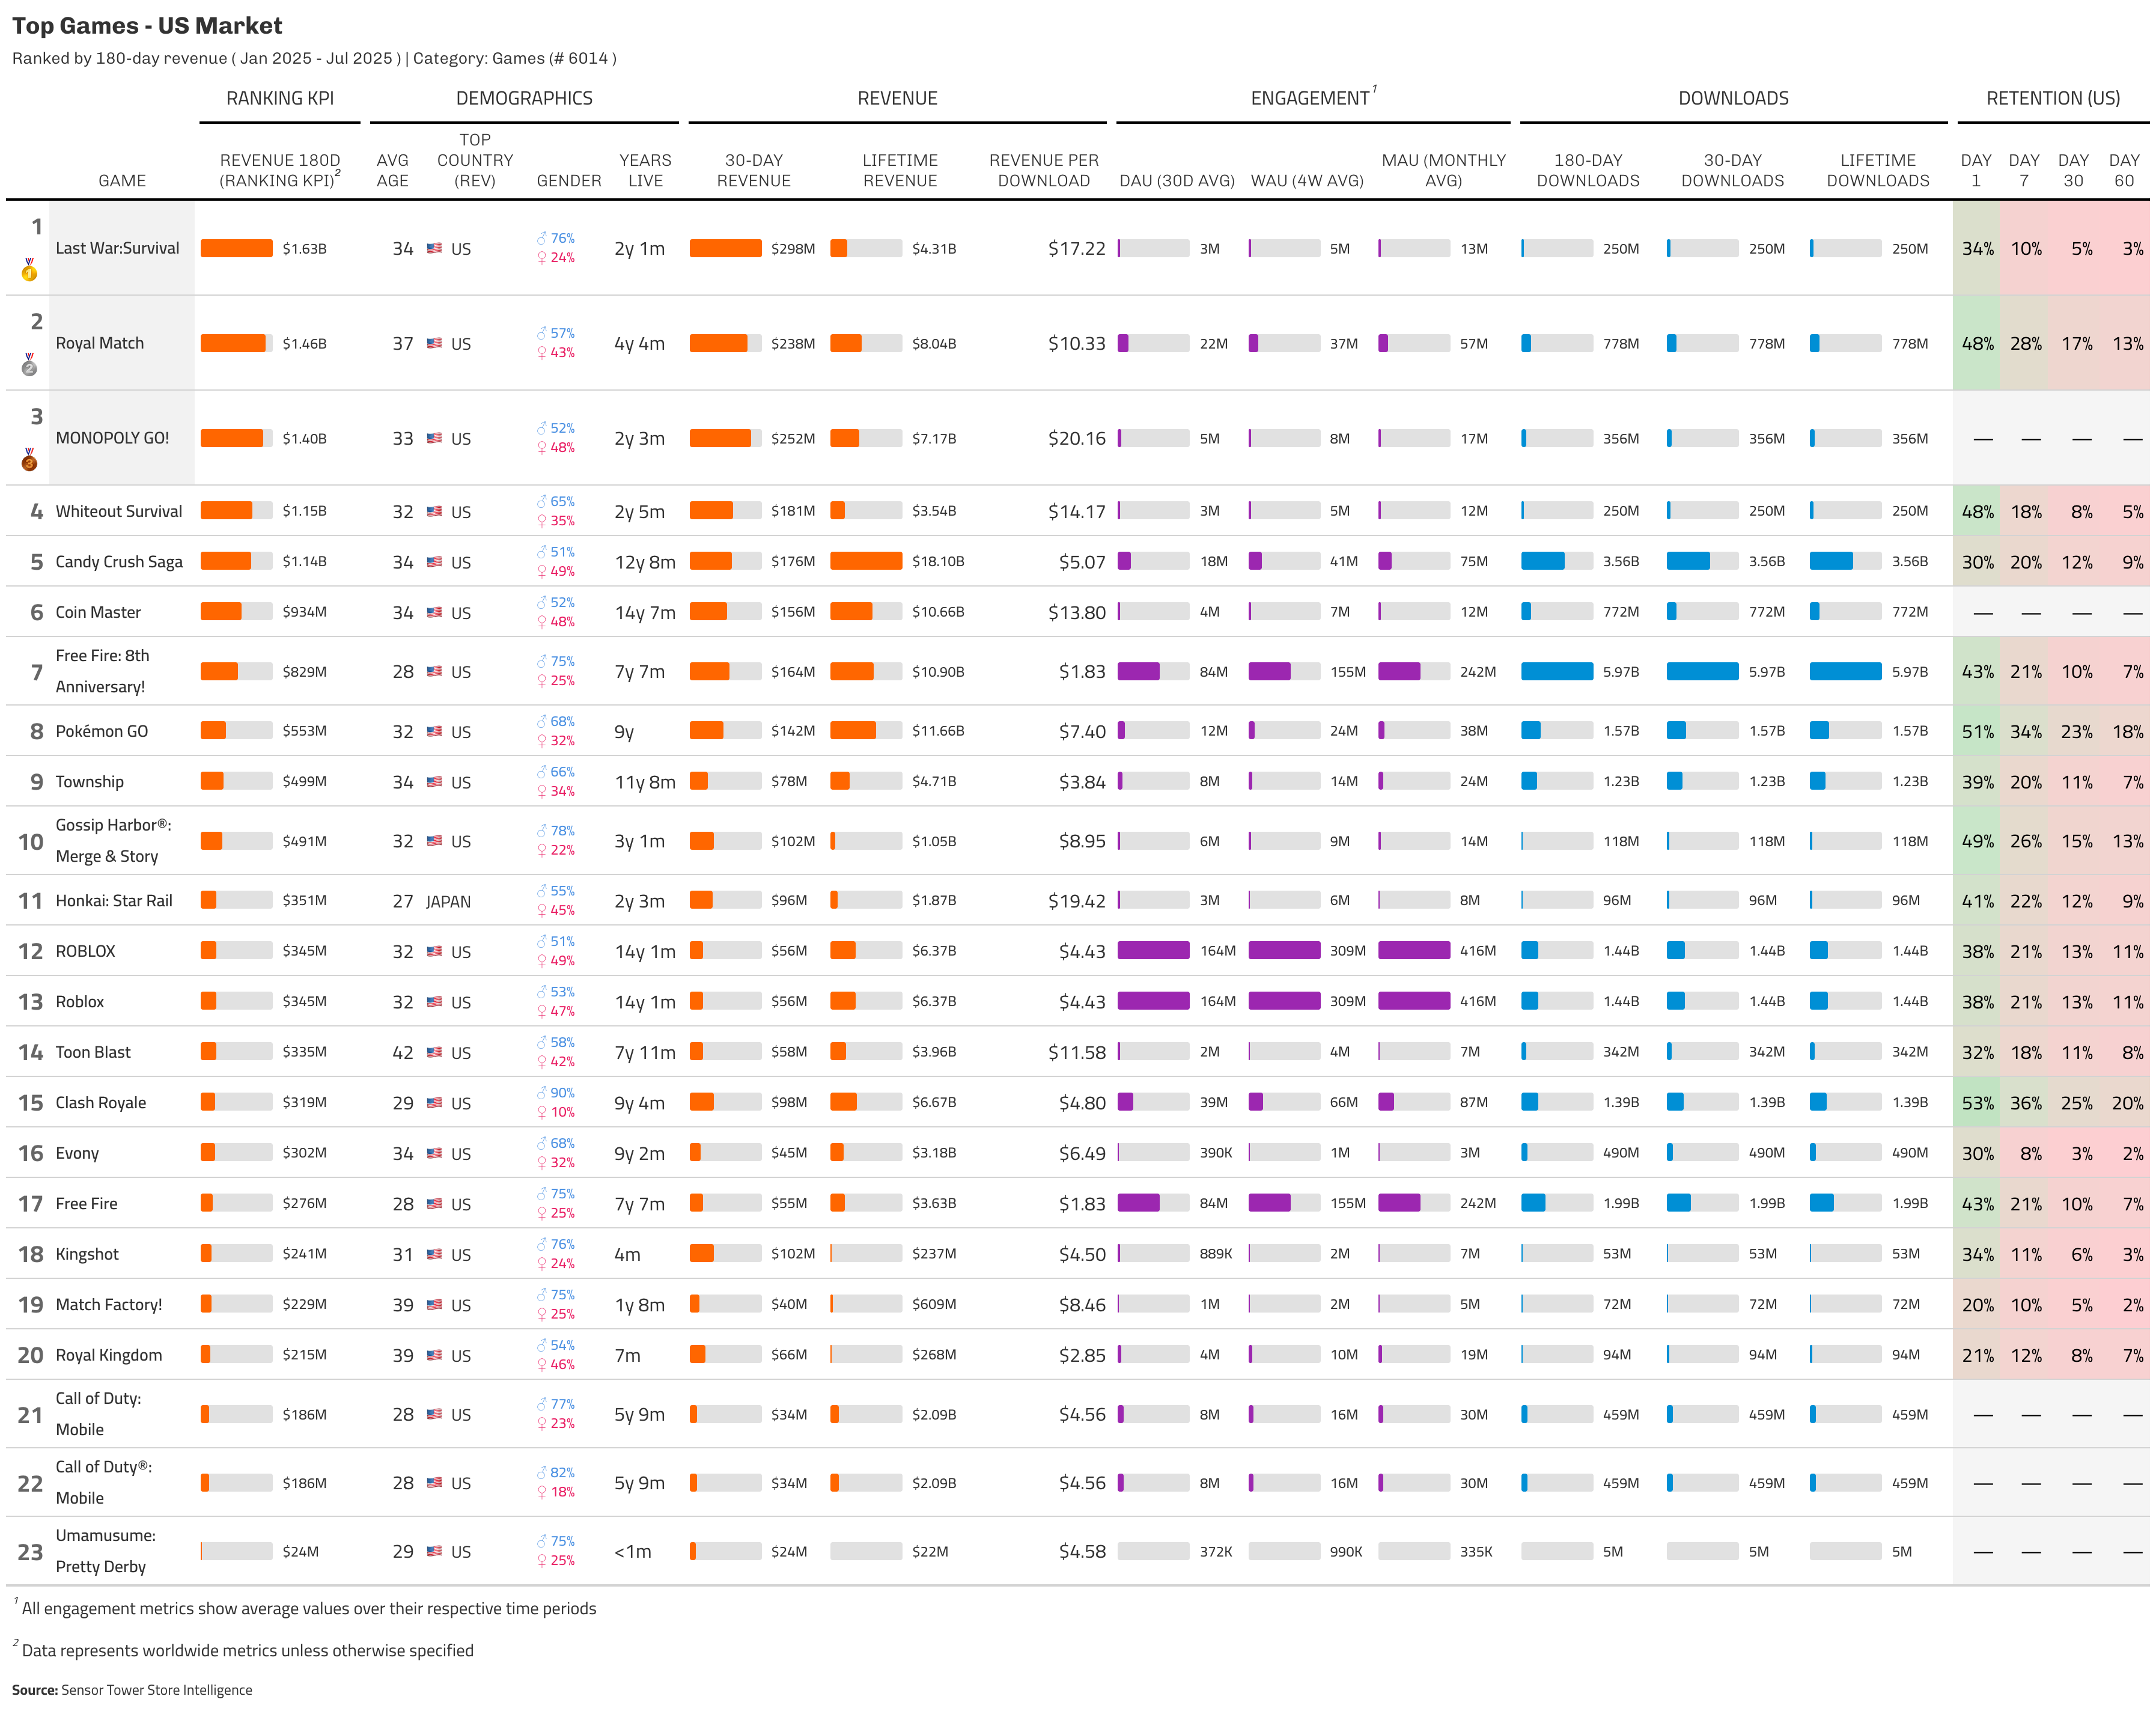 Top Games - US Market
Ranked by 180-day revenue ( Jan 2025 - Jul 2025 ) | Category: Games (# 6014 )
RANKING KPI DEMOGRAPHICS REVENUE ENGAGEMENT1 DOWNLOADS RETENTION (US)
GAME REVENUE 180D (RANKING KPI)2 AVG AGE TOP COUNTRY (REV) GENDER YEARS LIVE 30-DAY REVENUE LIFETIME REVENUE REVENUE PER DOWNLOAD DAU (30D AVG) WAU (4W AVG) MAU (MONTHLY AVG) 180-DAY DOWNLOADS 30-DAY DOWNLOADS LIFETIME DOWNLOADS DAY 1 DAY 7 DAY 30 DAY 60
1 🥇 Last War:Survival $1.63B 34 🇺🇸 US ♂ 76% ♀ 24% 2y 1m $298M $4.31B $17.22 3M 5M 13M 250M 250M 250M 34% 10% 5% 3%
2 🥈 Royal Match $1.46B 37 🇺🇸 US ♂ 57% ♀ 43% 4y 4m $238M $8.04B $10.33 22M 37M 57M 778M 778M 778M 48% 28% 17% 13%
3 🥉 MONOPOLY GO! $1.40B 33 🇺🇸 US ♂ 52% ♀ 48% 2y 3m $252M $7.17B $20.16 5M 8M 17M 356M 356M 356M — — — —
4 Whiteout Survival $1.15B 32 🇺🇸 US ♂ 65% ♀ 35% 2y 5m $181M $3.54B $14.17 3M 5M 12M 250M 250M 250M 48% 18% 8% 5%
5 Candy Crush Saga $1.14B 34 🇺🇸 US ♂ 51% ♀ 49% 12y 8m $176M $18.10B $5.07 18M 41M 75M 3.56B 3.56B 3.56B 30% 20% 12% 9%
6 Coin Master $934M 34 🇺🇸 US ♂ 52% ♀ 48% 14y 7m $156M $10.66B $13.80 4M 7M 12M 772M 772M 772M — — — —
7 Free Fire: 8th Anniversary! $829M 28 🇺🇸 US ♂ 75% ♀ 25% 7y 7m $164M $10.90B $1.83 84M 155M 242M 5.97B 5.97B 5.97B 43% 21% 10% 7%
8 Pokémon GO $553M 32 🇺🇸 US ♂ 68% ♀ 32% 9y $142M $11.66B $7.40 12M 24M 38M 1.57B 1.57B 1.57B 51% 34% 23% 18%
9 Township $499M 34 🇺🇸 US ♂ 66% ♀ 34% 11y 8m $78M $4.71B $3.84 8M 14M 24M 1.23B 1.23B 1.23B 39% 20% 11% 7%
10 Gossip Harbor®: Merge & Story $491M 32 🇺🇸 US ♂ 78% ♀ 22% 3y 1m $102M $1.05B $8.95 6M 9M 14M 118M 118M 118M 49% 26% 15% 13%
11 Honkai: Star Rail $351M 27 JAPAN ♂ 55% ♀ 45% 2y 3m $96M $1.87B $19.42 3M 6M 8M 96M 96M 96M 41% 22% 12% 9%
12 ROBLOX $345M 32 🇺🇸 US ♂ 51% ♀ 49% 14y 1m $56M $6.37B $4.43 164M 309M 416M 1.44B 1.44B 1.44B 38% 21% 13% 11%
13 Roblox $345M 32 🇺🇸 US ♂ 53% ♀ 47% 14y 1m $56M $6.37B $4.43 164M 309M 416M 1.44B 1.44B 1.44B 38% 21% 13% 11%
14 Toon Blast $335M 42 🇺🇸 US ♂ 58% ♀ 42% 7y 11m $58M $3.96B $11.58 2M 4M 7M 342M 342M 342M 32% 18% 11% 8%
15 Clash Royale $319M 29 🇺🇸 US ♂ 90% ♀ 10% 9y 4m $98M $6.67B $4.80 39M 66M 87M 1.39B 1.39B 1.39B 53% 36% 25% 20%
16 Evony $302M 34 🇺🇸 US ♂ 68% ♀ 32% 9y 2m $45M $3.18B $6.49 390K 1M 3M 490M 490M 490M 30% 8% 3% 2%
17 Free Fire $276M 28 🇺🇸 US ♂ 75% ♀ 25% 7y 7m $55M $3.63B $1.83 84M 155M 242M 1.99B 1.99B 1.99B 43% 21% 10% 7%
18 Kingshot $241M 31 🇺🇸 US ♂ 76% ♀ 24% 4m $102M $237M $4.50 889K 2M 7M 53M 53M 53M 34% 11% 6% 3%
19 Match Factory! $229M 39 🇺🇸 US ♂ 75% ♀ 25% 1y 8m $40M $609M $8.46 1M 2M 5M 72M 72M 72M 20% 10% 5% 2%
20 Royal Kingdom $215M 39 🇺🇸 US ♂ 54% ♀ 46% 7m $66M $268M $2.85 4M 10M 19M 94M 94M 94M 21% 12% 8% 7%
21 Call of Duty: Mobile $186M 28 🇺🇸 US ♂ 77% ♀ 23% 5y 9m $34M $2.09B $4.56 8M 16M 30M 459M 459M 459M — — — —
22 Call of Duty®: Mobile $186M 28 🇺🇸 US ♂ 82% ♀ 18% 5y 9m $34M $2.09B $4.56 8M 16M 30M 459M 459M 459M — — — —
23 Umamusume: Pretty Derby $24M 29 🇺🇸 US ♂ 75% ♀ 25% <1m $24M $22M $4.58 372K 990K 335K 5M 5M 5M — — — —
1 All engagement metrics show average values over their respective time periods
2 Data represents worldwide metrics unless otherwise specified
Source: Sensor Tower Store Intelligence